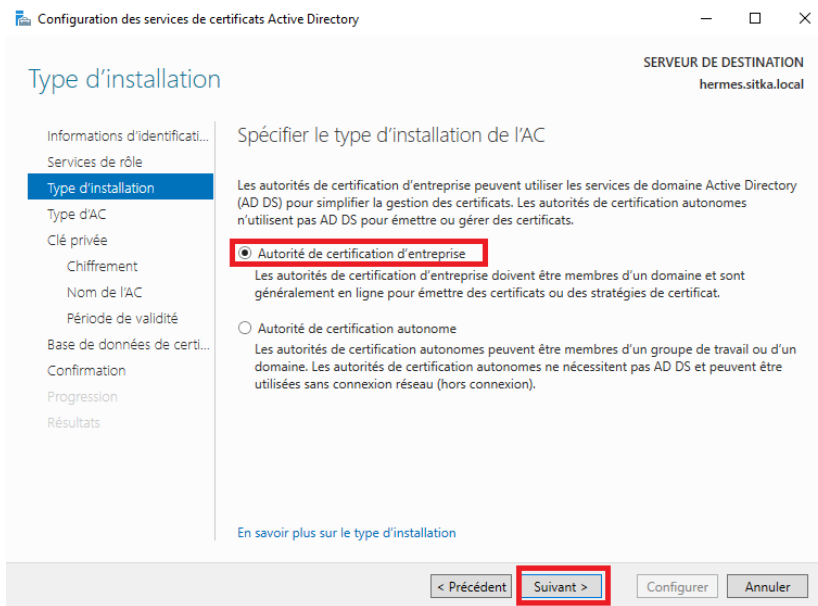 Configuration des services de certificats Active Directory
Type d'installation
SERVEUR DE DESTINATION
hermes.sitka.local
Informations d'identificati...
Services de rôle
Type d'installation
Type d'AC
Clé privée
Chiffrement
Nom de l'AC
Période de validité
Base de données de certi...
Confirmation
Progression
Résultats
Spécifier le type d'installation de l'AC
Les autorités de certification d'entreprise peuvent utiliser les services de domaine Active Directory
(AD DS) pour simplifier la gestion des certificats. Les autorités de certification autonomes
n'utilisent pas AD DS pour émettre ou gérer des certificats.
Autorité de certification d'entreprise
Les autorités de certification d'entreprise doivent être membres d'un domaine et sont
généralement en ligne pour émettre des certificats ou des stratégies de certificat.
Autorité de certification autonome
Les autorités de certification autonomes peuvent être membres d'un groupe de travail ou d'un
domaine. Les autorités de certification autonomes ne nécessitent pas AD DS et peuvent être
utilisées sans connexion réseau (hors connexion).
En savoir plus sur le type d'installation
< Précédent Suivant > Configurer Annuler